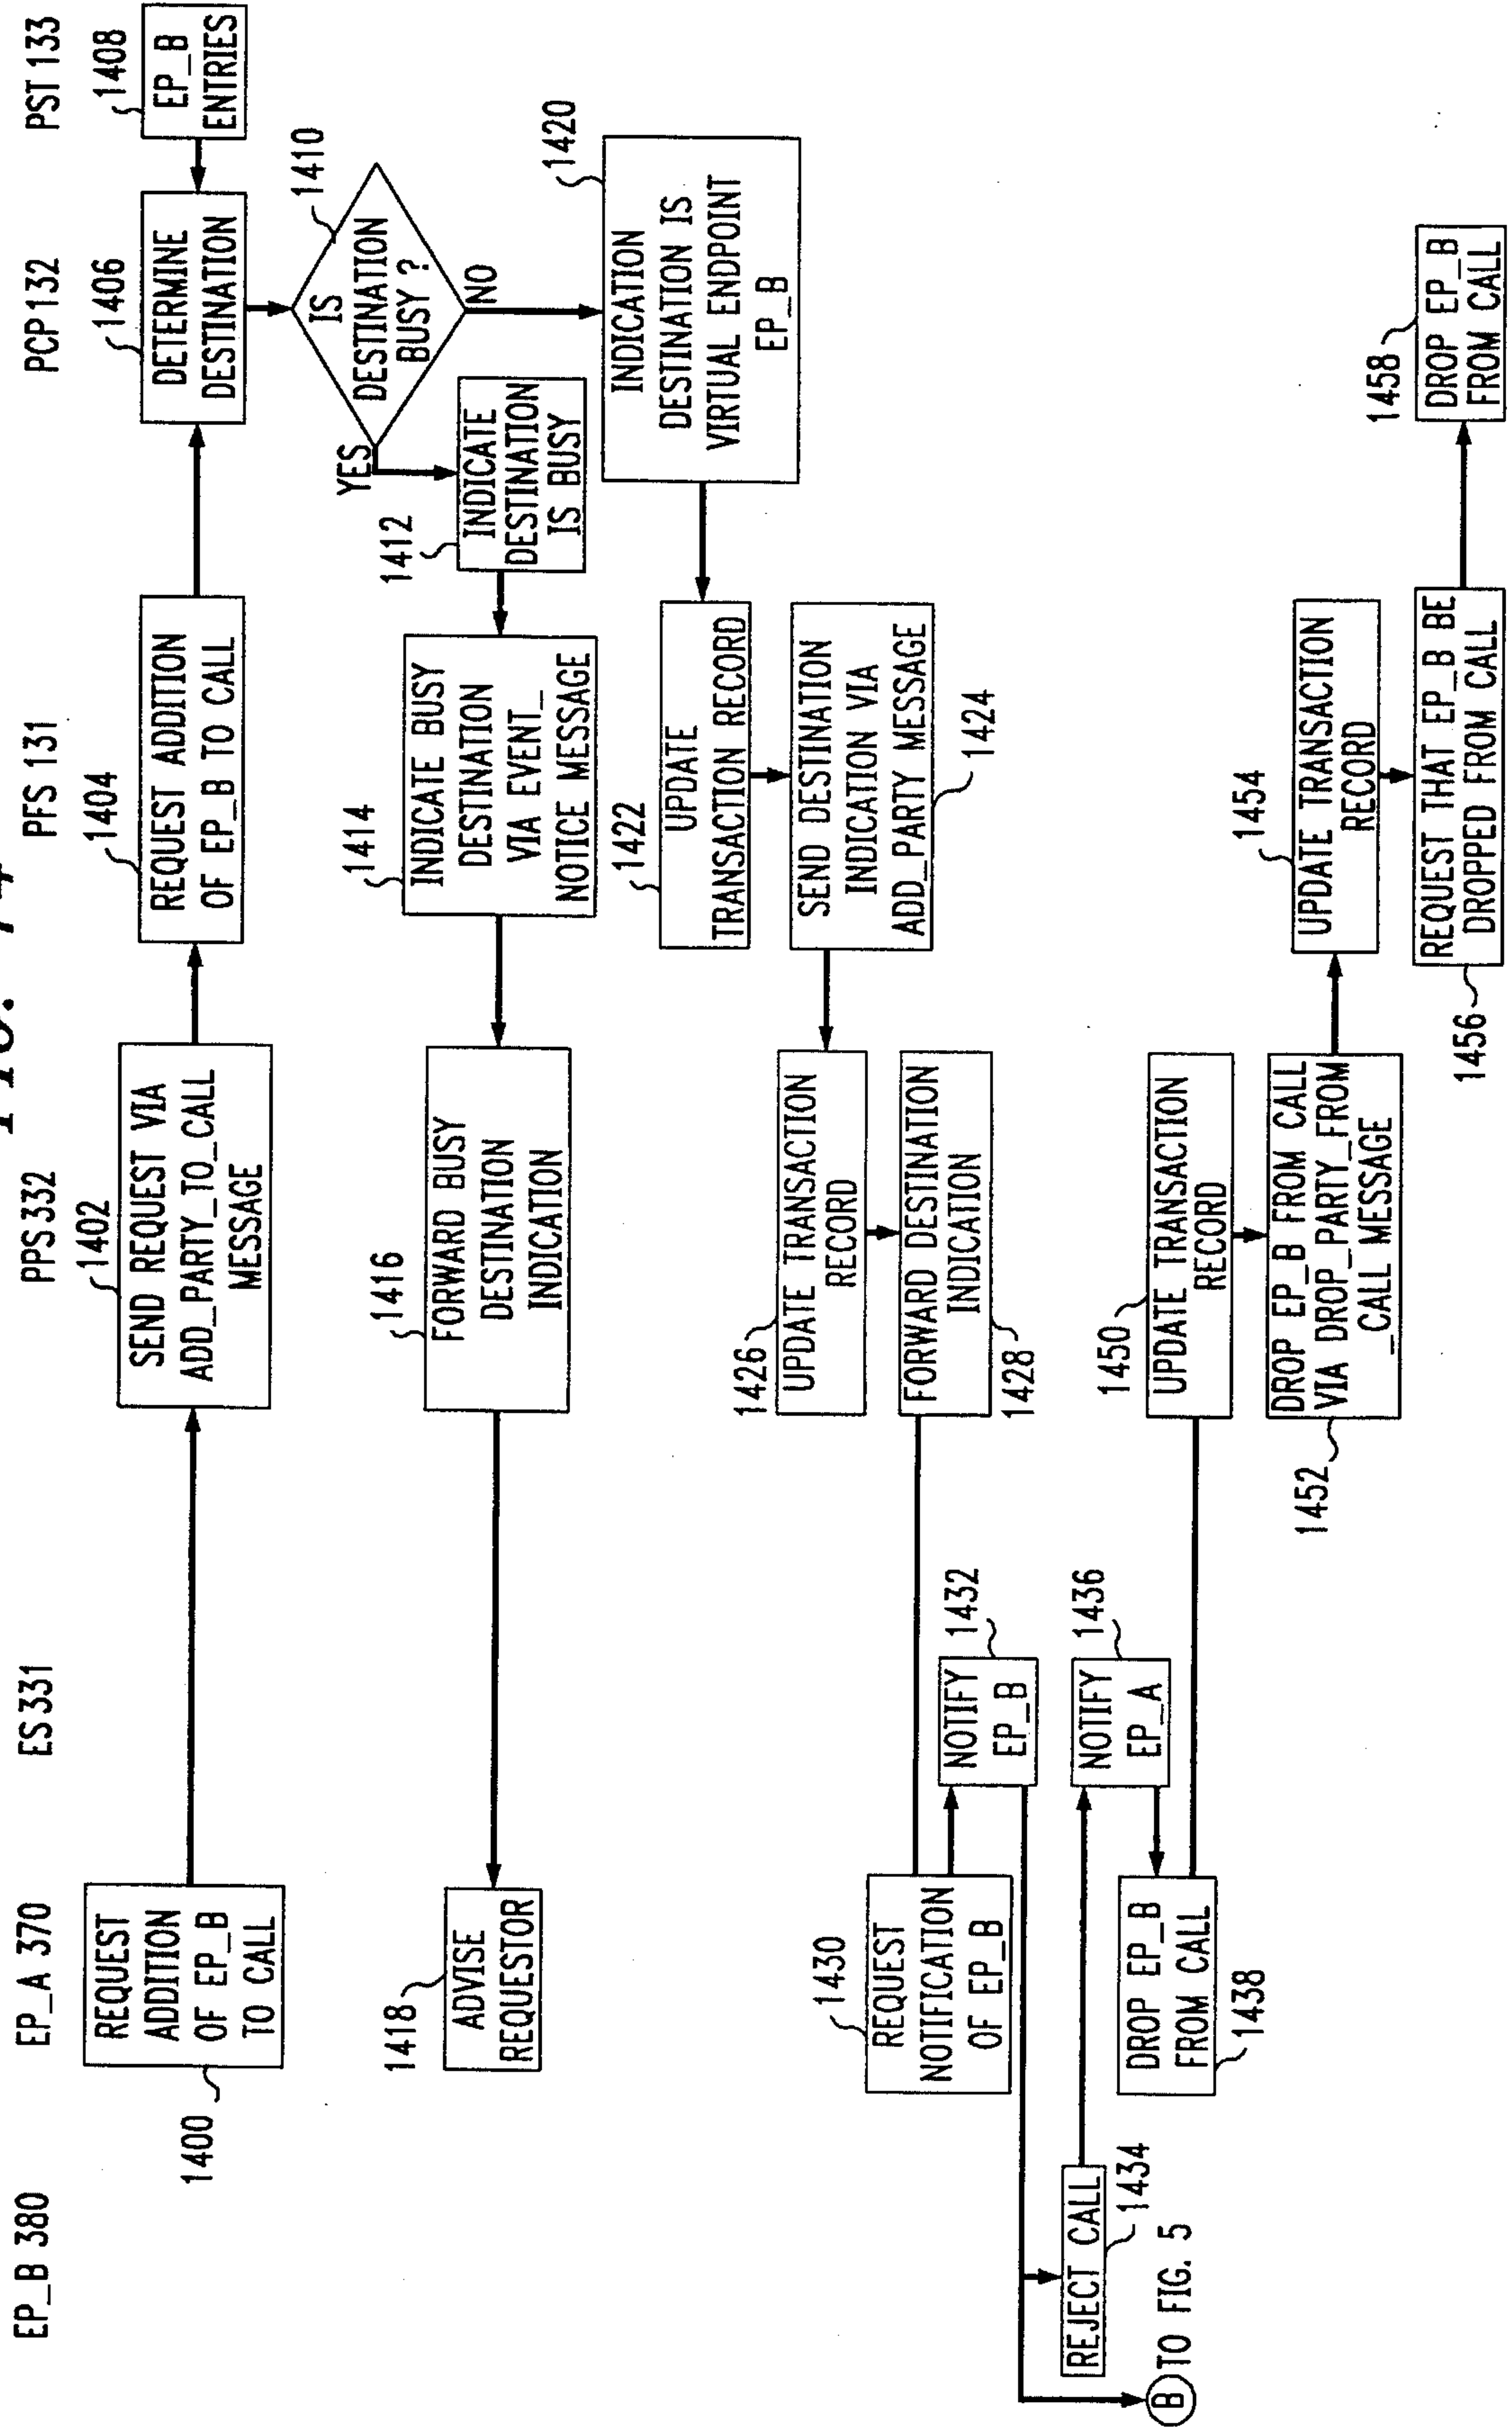 EP_B 380
EP_A 370
ES 331
PPS 332
PFS 131
PCP 132
PST 133
1400
REQUEST
ADDITION
OF EP_B
TO CALL
1402
SEND REQUEST VIA
ADD_PARTY_TO_CALL
MESSAGE
1404
REQUEST ADDITION
OF EP_B TO CALL
1406
DETERMINE
DESTINATION
1408
EP_B
ENTRIES
1410
IS
DESTINATION
BUSY ?
YES
NO
1412
INDICATE
DESTINATION
IS BUSY
1414
INDICATE BUSY
DESTINATION
VIA EVENT_
NOTICE MESSAGE
1416
FORWARD BUSY
DESTINATION
INDICATION
1418
ADVISE
REQUESTOR
1420
INDICATION
DESTINATION IS
VIRTUAL ENDPOINT
EP_B
1422
UPDATE
TRANSACTION RECORD
SEND DESTINATION
INDICATION VIA
ADD_PARTY MESSAGE
1424
1426
UPDATE TRANSACTION
RECORD
FORWARD DESTINATION
INDICATION
1428
1430
REQUEST
NOTIFICATION
OF EP_B
1432
NOTIFY
EP_B
REJECT CALL
1434
B
TO FIG. 5
1436
NOTIFY
EP_A
DROP EP_B
FROM CALL
1438
1450
UPDATE TRANSACTION
RECORD
1452
DROP EP_B FROM CALL
VIA DROP_PARTY_FROM
_CALL MESSAGE
1454
UPDATE TRANSACTION
RECORD
1456
REQUEST THAT EP_B BE
DROPPED FROM CALL
1458
DROP EP_B
FROM CALL